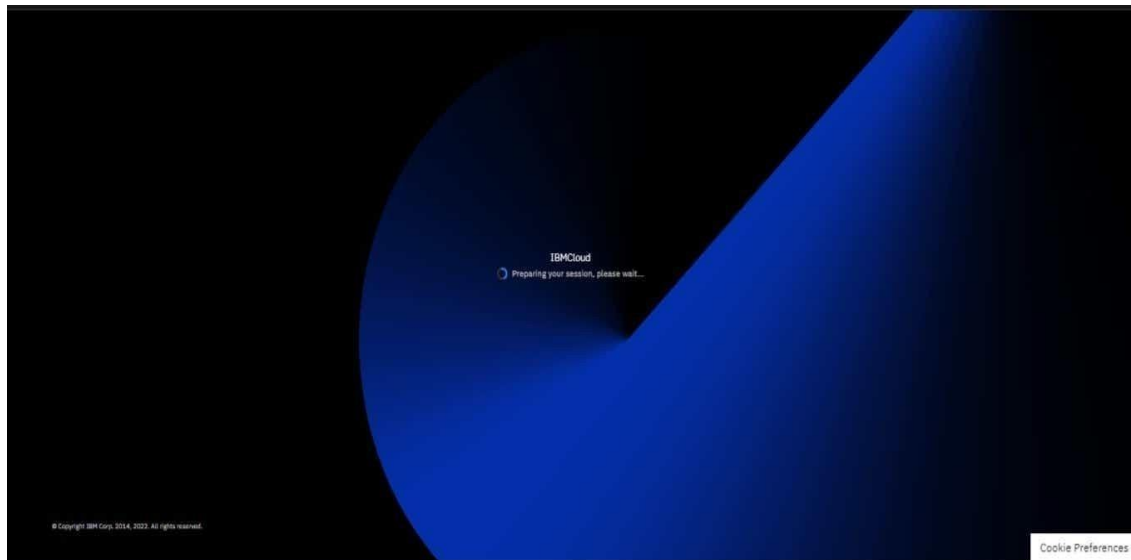 IBMCloud
Preparing your session, please wait...
© Copyright IBM Corp. 2014, 2022. All rights reserved.
Cookie Preferences